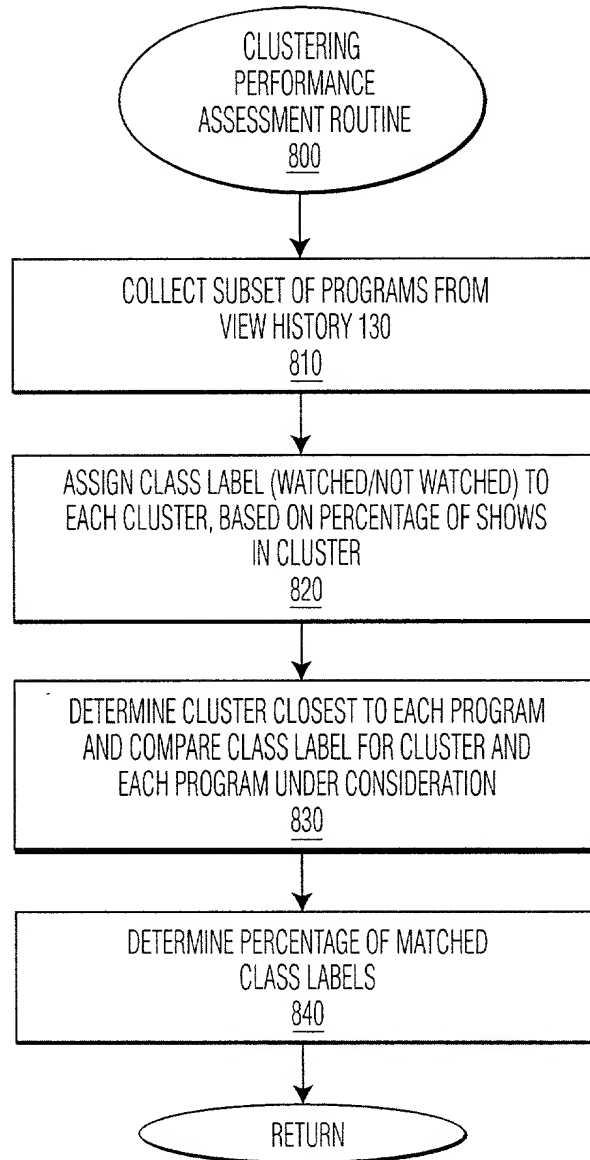 CLUSTERING
PERFORMANCE
ASSESSMENT ROUTINE
800
COLLECT SUBSET OF PROGRAMS FROM
VIEW HISTORY 130
810
ASSIGN CLASS LABEL (WATCHED/NOT WATCHED) TO
EACH CLUSTER, BASED ON PERCENTAGE OF SHOWS
IN CLUSTER
820
DETERMINE CLUSTER CLOSEST TO EACH PROGRAM
AND COMPARE CLASS LABEL FOR CLUSTER AND
EACH PROGRAM UNDER CONSIDERATION
830
DETERMINE PERCENTAGE OF MATCHED
CLASS LABELS
840
RETURN